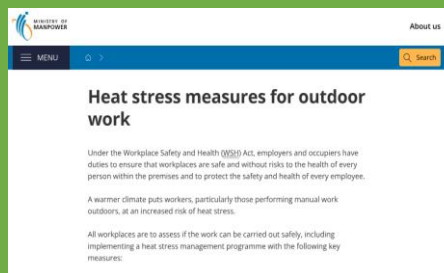 MINISTRY OF
MANPOWER
About us
MENU
Search
Heat stress measures for outdoor
work
Under the Workplace Safety and Health (WSH) Act, employers and occupiers have
duties to ensure that workplaces are safe and without risks to the health of every
person within the premises and to protect the safety and health of every employee.
A warmer climate puts workers, particularly those performing manual work
outdoors, at an increased risk of heat stress.
All workplaces are to assess if the work can be carried out safely, including
implementing a heat stress management programme with the following key
measures: